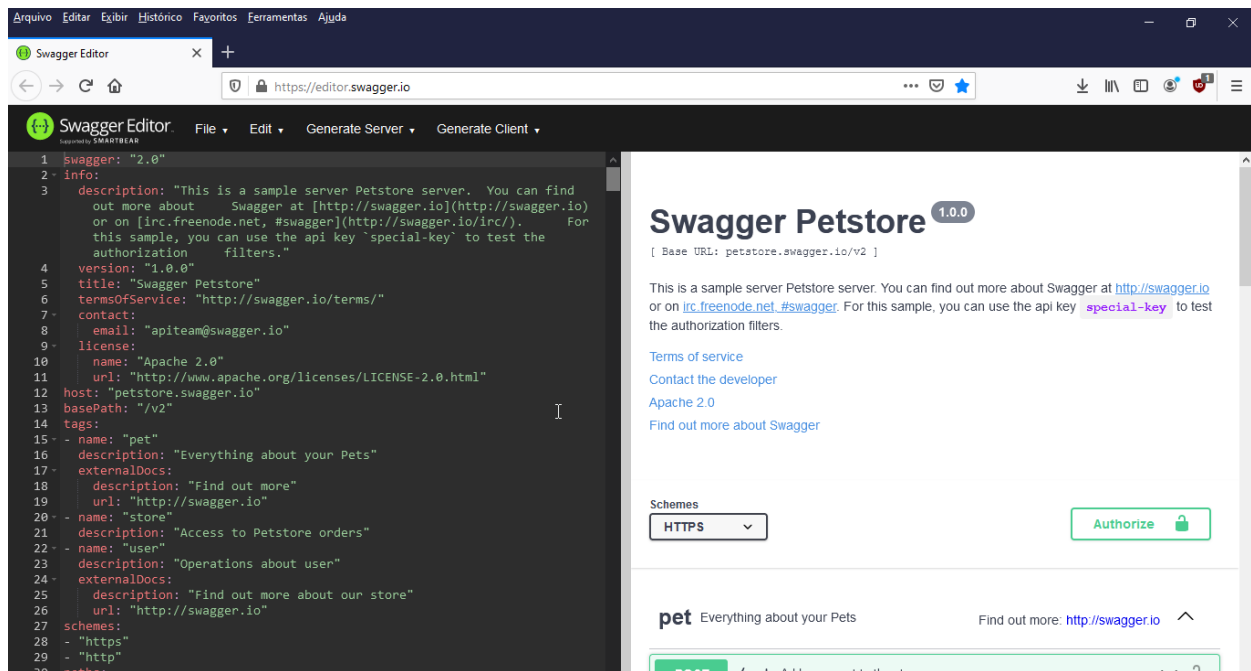 Arquivo Editar Exibir Histórico Favoritos Ferramentas Ajuda
Swagger Editor
https://editor.swagger.io
1
Swagger Editor.
Supported by SMARTBEAR
File Edit Generate Server Generate Client
1 swagger: "2.0"
2 info:
3 description: "This is a sample server Petstore server. You can find
out more about Swagger at [http://swagger.io](http://swagger.io)
or on [irc.freenode.net, #swagger](http://swagger.io/irc/). For
this sample, you can use the api key `special-key` to test the
authorization filters."
4 version: "1.0.0"
5 title: "Swagger Petstore"
6 termsOfService: "http://swagger.io/terms/"
7 contact:
8 email: "apiteam@swagger.io"
9 license:
10 name: "Apache 2.0"
11 url: "http://www.apache.org/licenses/LICENSE-2.0.html"
12 host: "petstore.swagger.io"
13 basePath: "/v2"
14 tags:
15 - name: "pet"
16 description: "Everything about your Pets"
17 externalDocs:
18 description: "Find out more"
19 url: "http://swagger.io"
20 - name: "store"
21 description: "Access to Petstore orders"
22 - name: "user"
23 description: "Operations about user"
24 externalDocs:
25 description: "Find out more about our store"
26 url: "http://swagger.io"
27 schemes:
28 - "https"
29 - "http"
Swagger Petstore 1.0.0
[ Base URL: petstore.swagger.io/v2 ]
This is a sample server Petstore server. You can find out more about Swagger at http://swagger.io
or on irc.freenode.net, #swagger. For this sample, you can use the api key special-key to test
the authorization filters.
Terms of service
Contact the developer
Apache 2.0
Find out more about Swagger
Schemes
HTTPS
Authorize
pet Everything about your Pets
Find out more: http://swagger.io